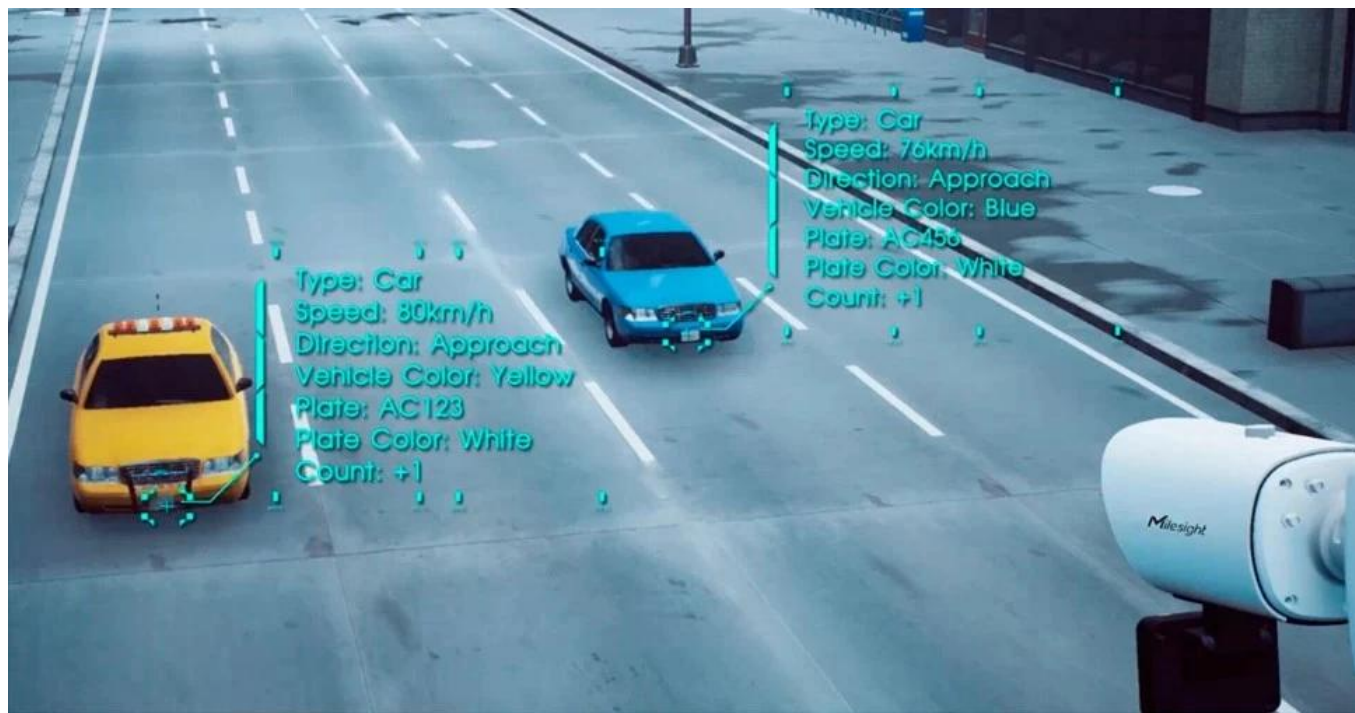 Type: Car
Speed: 76km/h
Direction: Approach
Vehicle Color: Blue
Plate: AC456
Plate Color: White
Count: +1
Type: Car
Speed: 80km/h
Direction: Approach
Vehicle Color: Yellow
Plate: AC123
Plate Color: White
Count: +1
Milesight